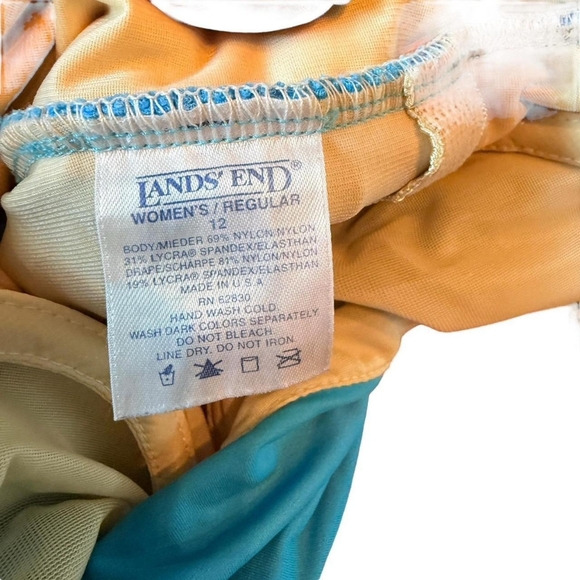 LANDS' END®
WOMEN'S / REGULAR
12
BODY/MIEDER 69% NYLON/NYLON
31% LYCRA® SPANDEX/ELASTHAN
DRAPE/SCHÄRPE 81% NYLON/NYLON
19% LYCRA® SPANDEX/ELASTHAN
MADE IN U.S.A
RN 62830
HAND WASH COLD
WASH DARK COLORS SEPARATELY.
DO NOT BLEACH.
LINE DRY. DO NOT IRON.